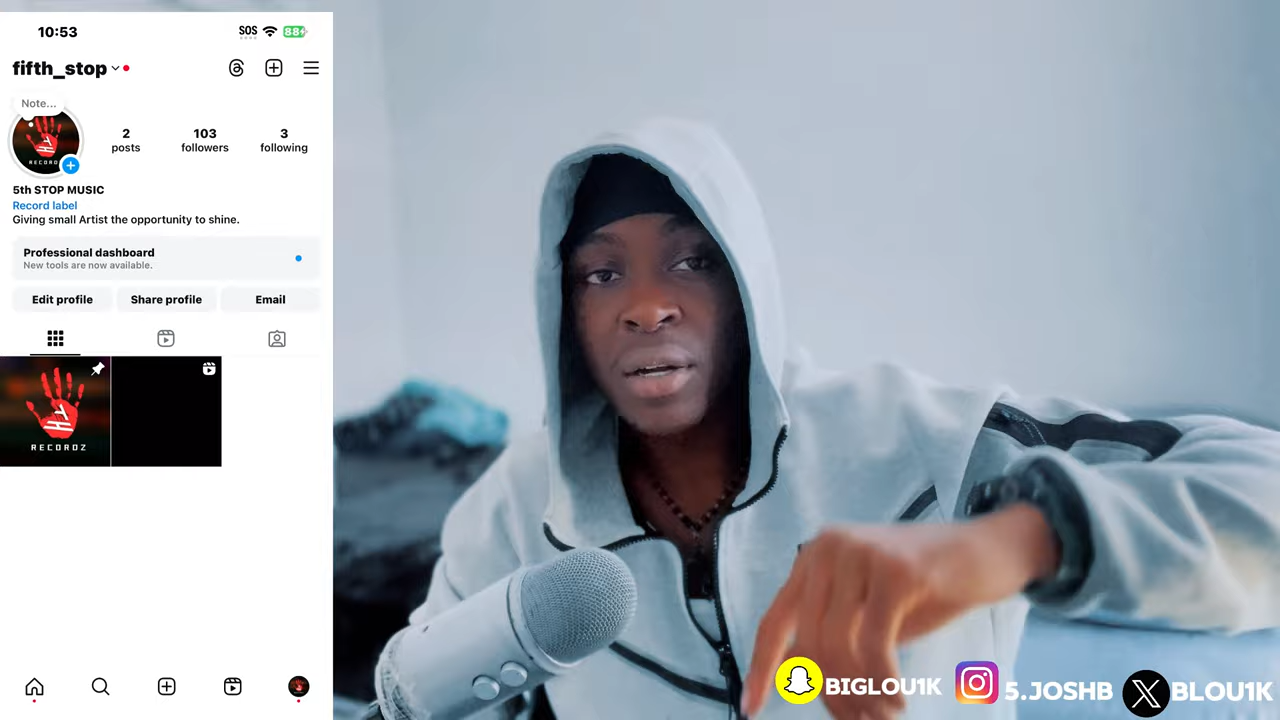 10:53
SOS
88
fifth_stop
Note...
RECORDZ
2
posts
103
followers
3
following
5th STOP MUSIC
Record label
Giving small Artist the opportunity to shine.
Professional dashboard
New tools are now available.
Edit profile
Share profile
Email
RECORDZ
BIGLOU1K
5.JOSHB
BLOU1K